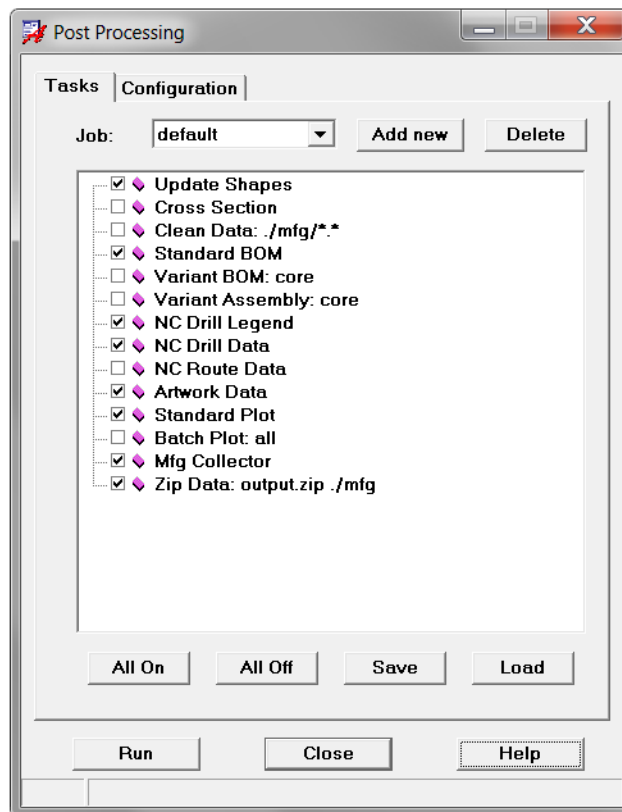 Post Processing
Tasks Configuration
Job: default Add new Delete
Update Shapes
Cross Section
Clean Data: ./mfg/*.*
Standard BOM
Variant BOM: core
Variant Assembly: core
NC Drill Legend
NC Drill Data
NC Route Data
Artwork Data
Standard Plot
Batch Plot: all
Mfg Collector
Zip Data: output.zip ./mfg
All On All Off Save Load
Run Close Help